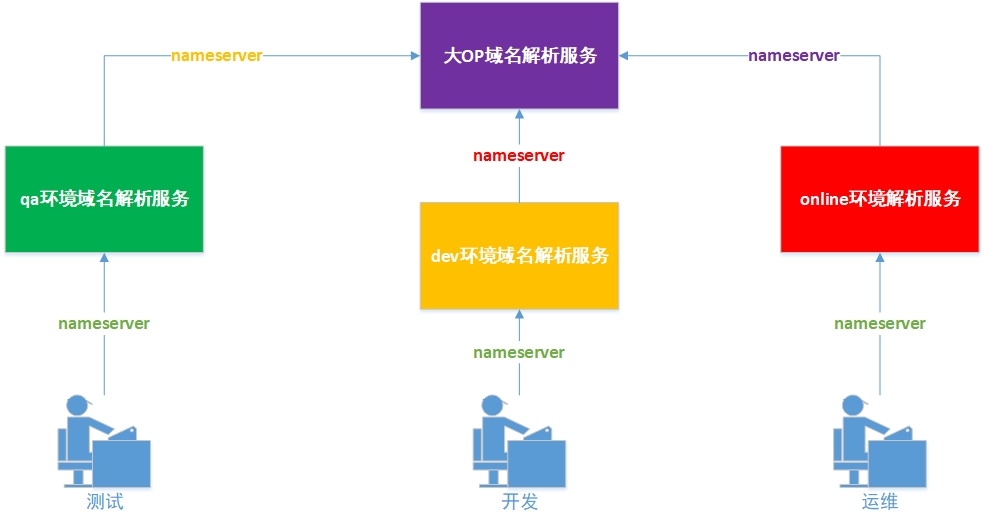 nameserver
大OP域名解析服务
nameserver
nameserver
qa环境域名解析服务
online环境解析服务
dev环境域名解析服务
nameserver
nameserver
nameserver
测试
开发
运维